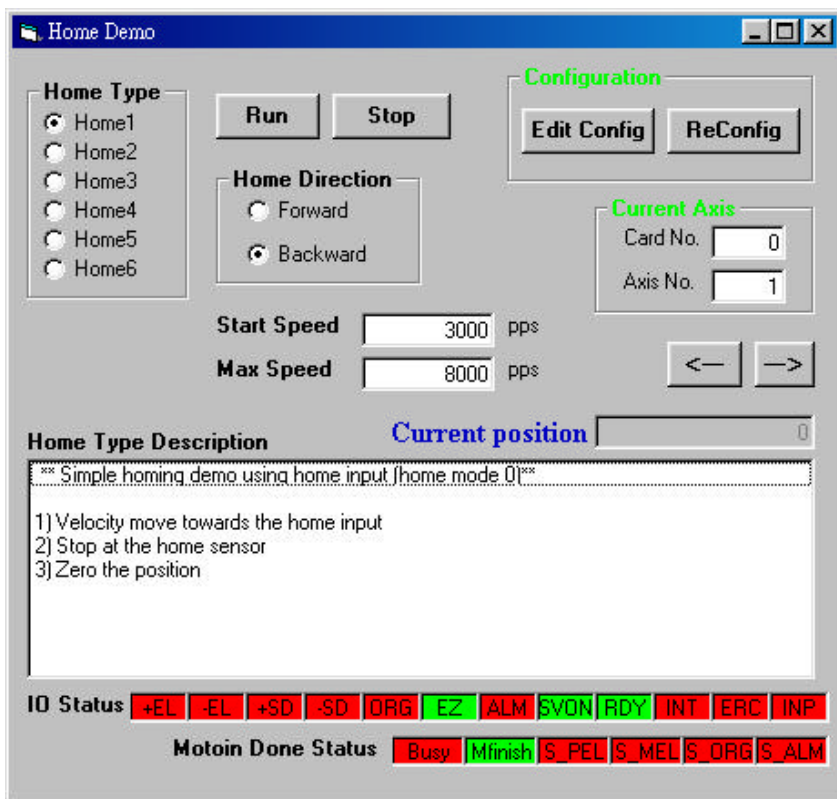 Home Demo
Home Type
Home1
Home2
Home3
Home4
Home5
Home6
Run
Stop
Home Direction
Forward
Backward
Configuration
Edit Config
ReConfig
Current Axis
Card No. 0
Axis No. 1
Start Speed 3000 pps
Max Speed 8000 pps
<---
--->
Current position 0
Home Type Description
** Simple homing demo using home input (home mode 0)**
1) Velocity move towards the home input
2) Stop at the home sensor
3) Zero the position
IO Status +EL -EL +SD -SD ORG EZ ALM SVON RDY INT ERC INP
Motoin Done Status Busy Mfinish S_PEL S_MEL S_ORG S_ALM